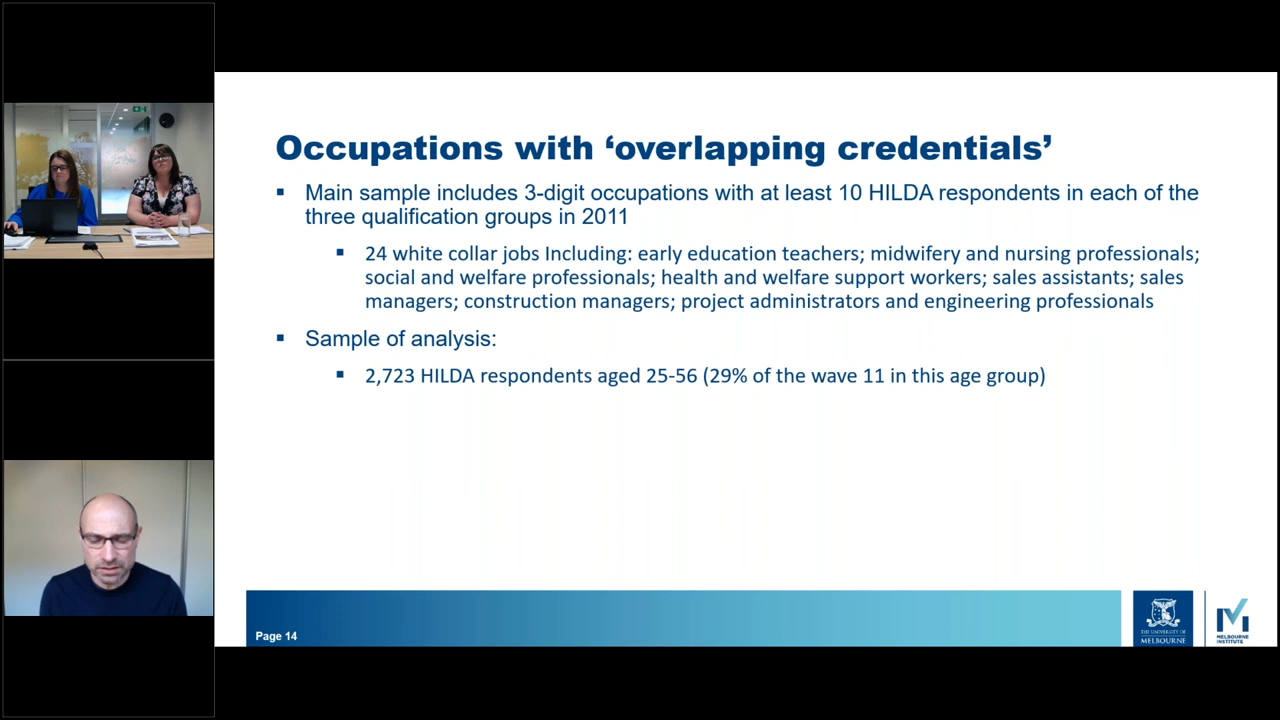 Occupations with ‘overlapping credentials’
▪ Main sample includes 3-digit occupations with at least 10 HILDA respondents in each of the
three qualification groups in 2011
▪ 24 white collar jobs Including: early education teachers; midwifery and nursing professionals;
social and welfare professionals; health and welfare support workers; sales assistants; sales
managers; construction managers; project administrators and engineering professionals
▪ Sample of analysis:
▪ 2,723 HILDA respondents aged 25-56 (29% of the wave 11 in this age group)
Page 14
THE UNIVERSITY OF
MELBOURNE
MELBOURNE
INSTITUTE